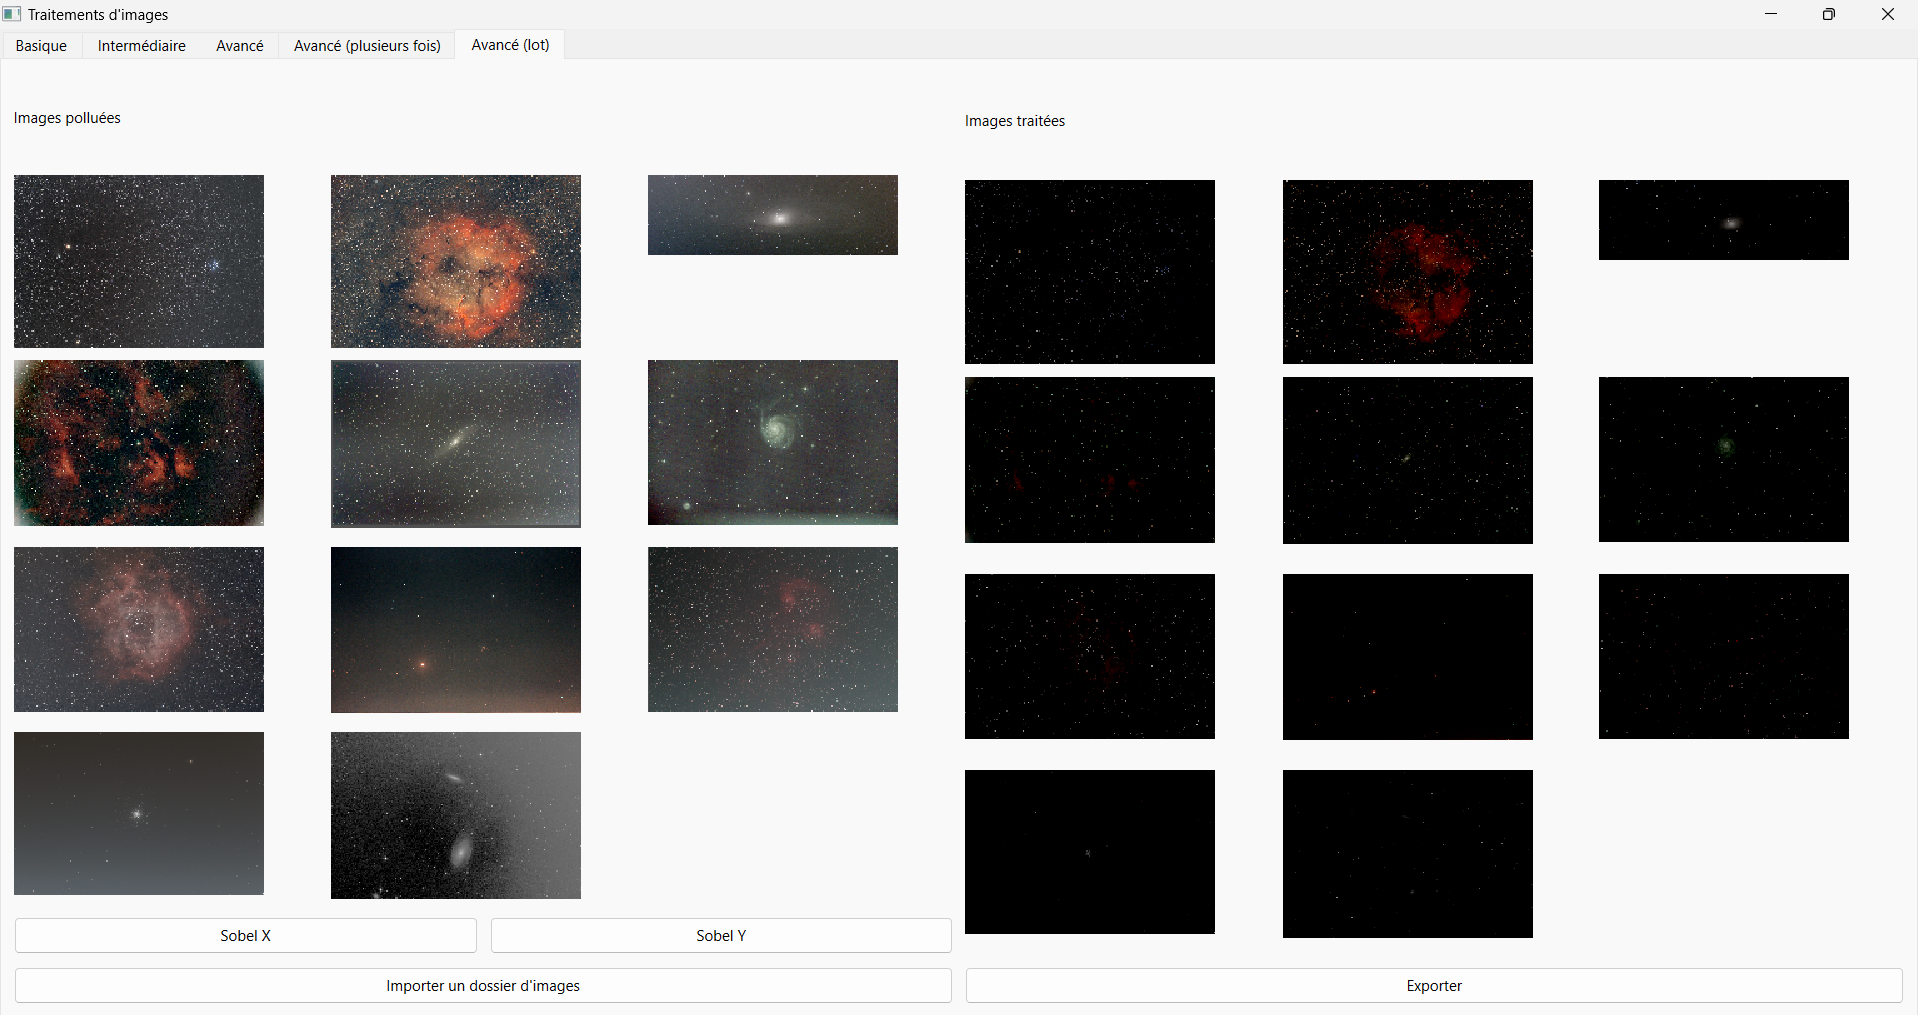 Traitements d'images
Basique
Intermédiaire
Avancé
Avancé (plusieurs fois)
Avancé (lot)
Images polluées
Images traitées
Sobel X
Sobel Y
Importer un dossier d'images
Exporter